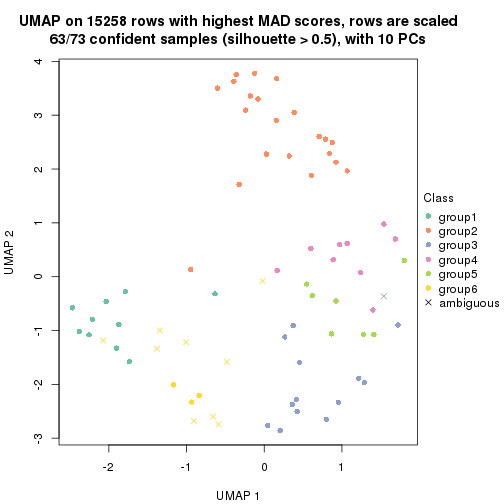 UMAP on 15258 rows with highest MAD scores, rows are scaled
63/73 confident samples (silhouette > 0.5), with 10 PCs
4
3
2
1
0
-1
-2
-3
UMAP 2
-2
-1
0
1
UMAP 1
Class
group1
group2
group3
group4
group5
group6
ambiguous